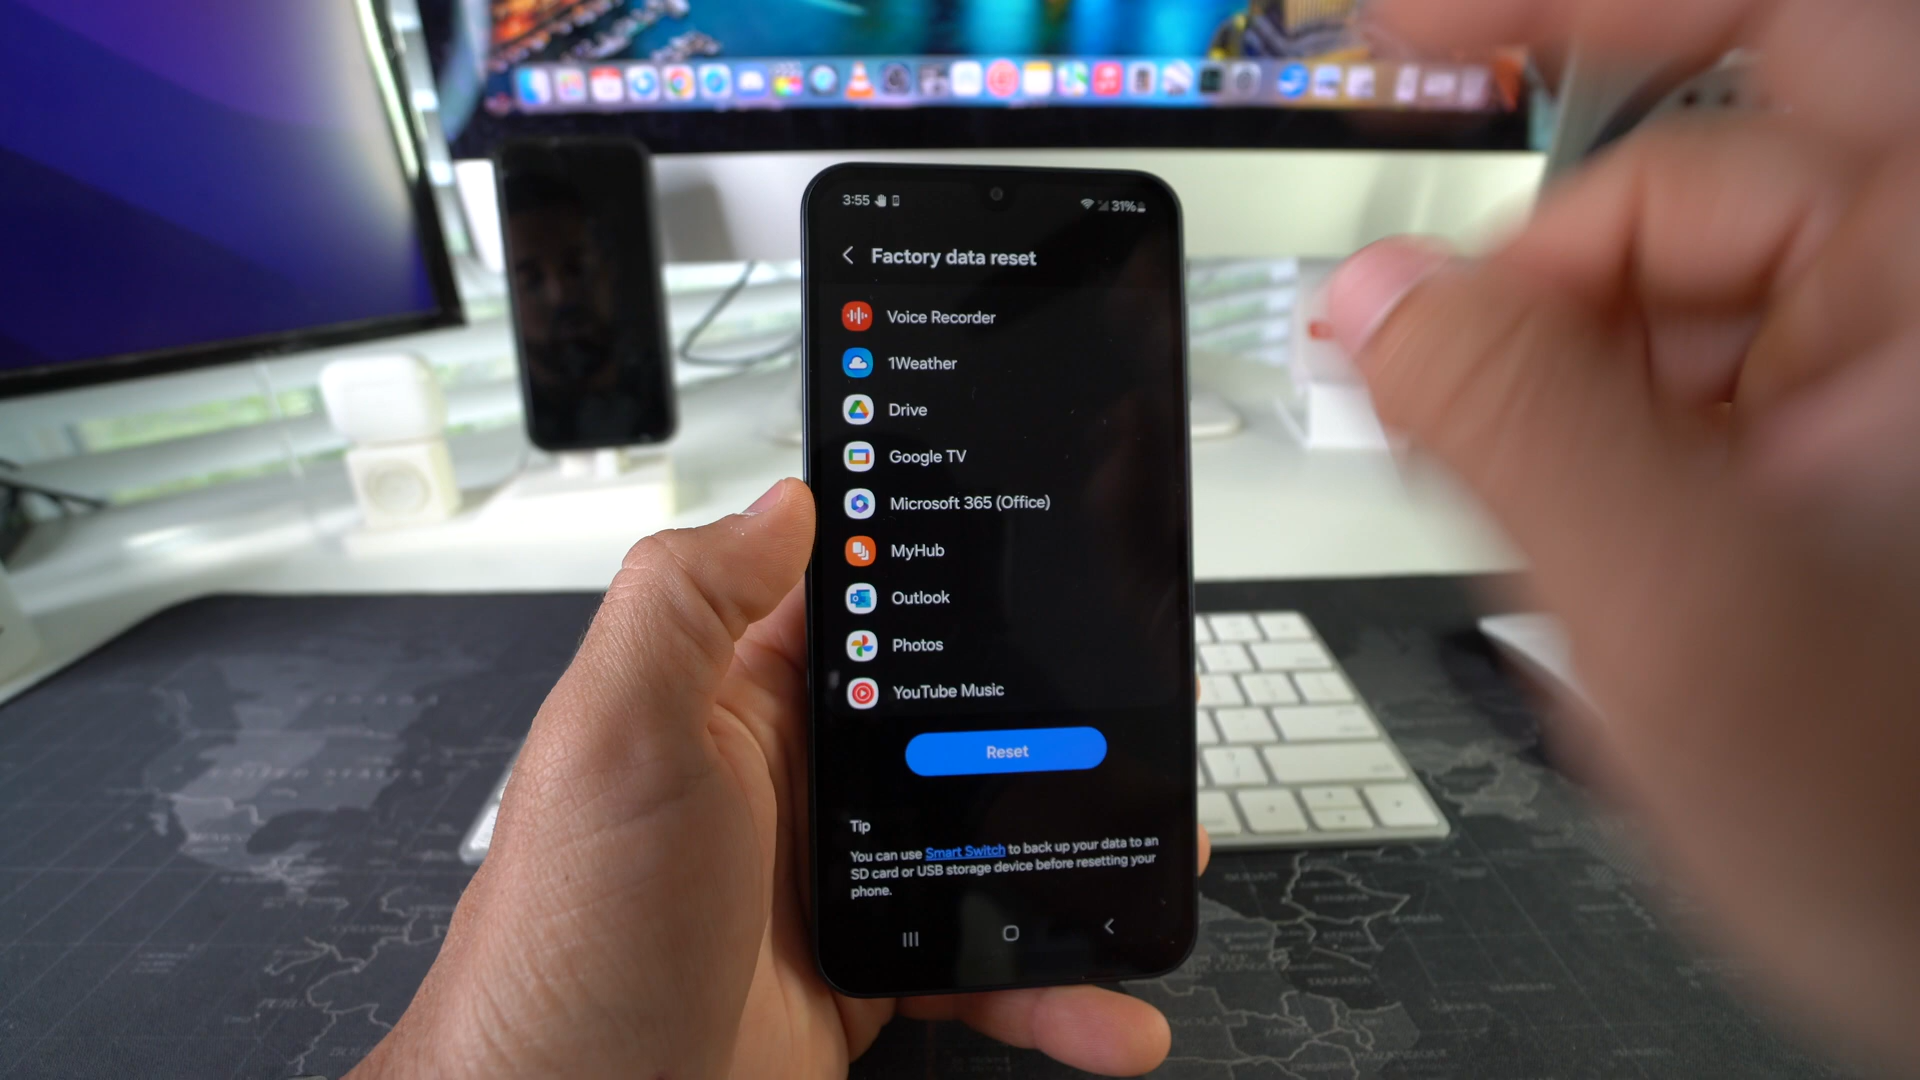 3:55
31%
Factory data reset
Voice Recorder
1Weather
Drive
Google TV
Microsoft 365 (Office)
MyHub
Outlook
Photos
YouTube Music
Reset
Tip
You can use Smart Switch to back up your data to an
SD card or USB storage device before resetting your
phone.